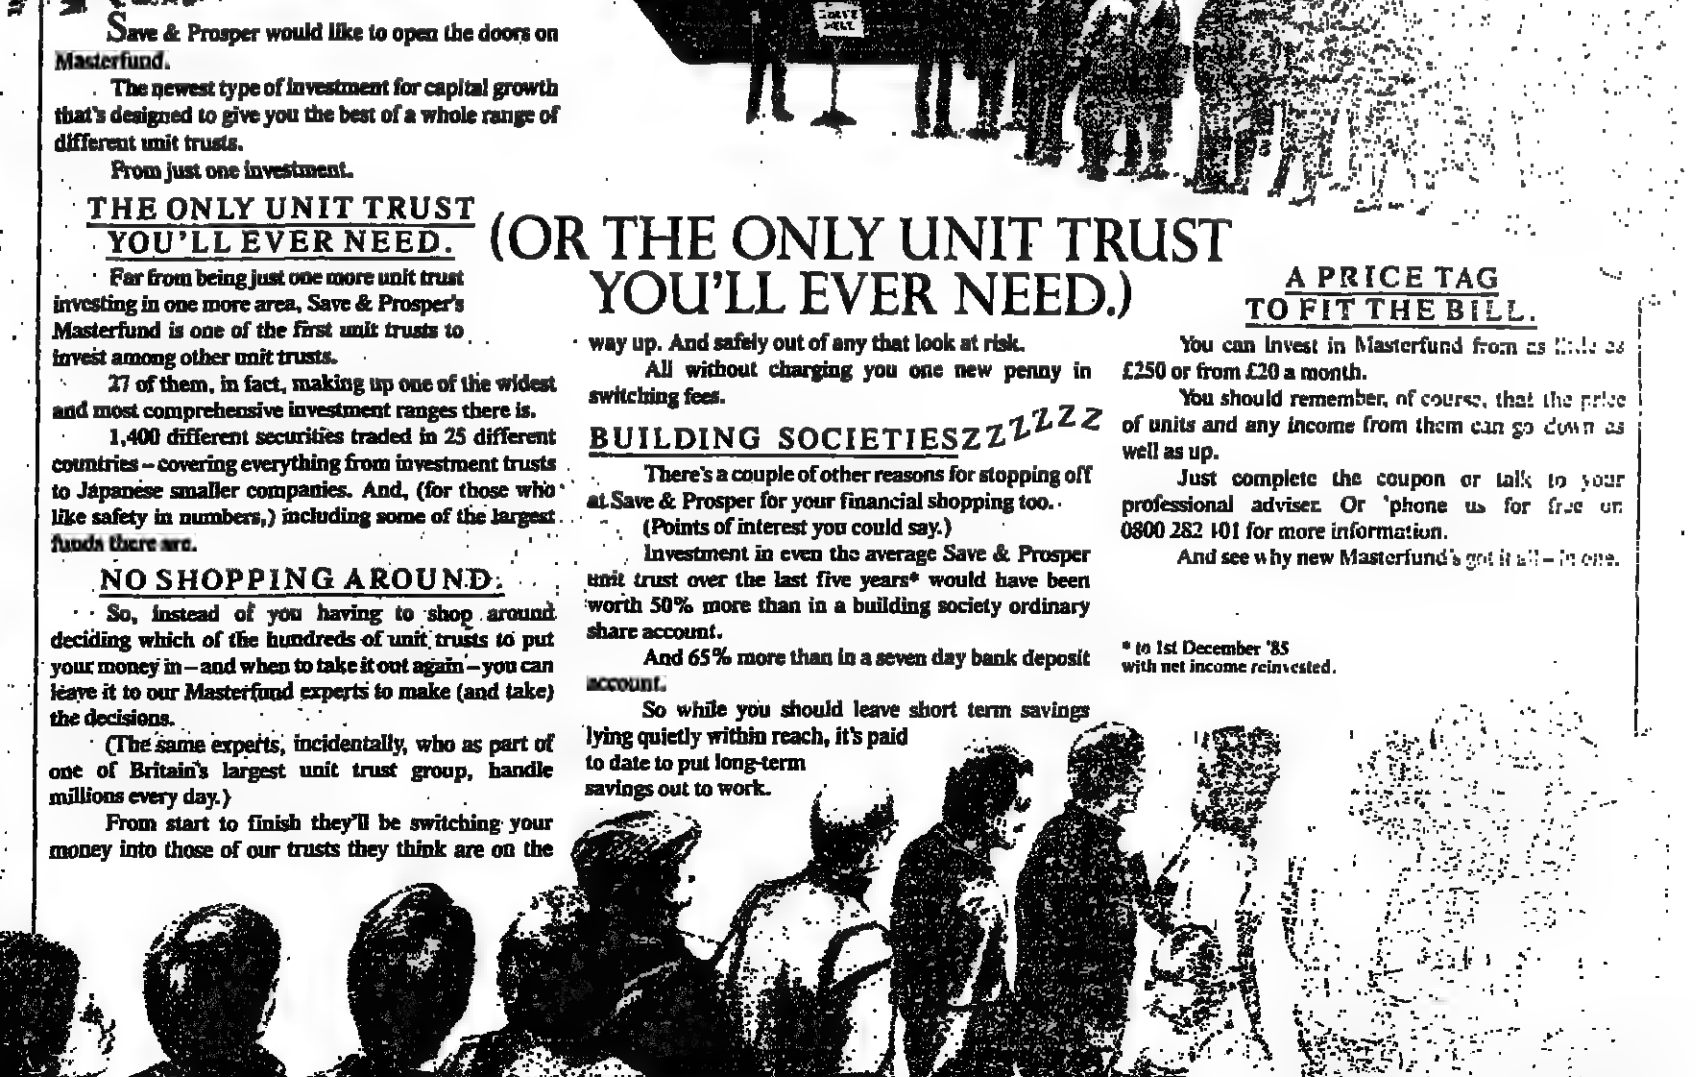 Save & Prosper would like to open the doors on
Masterfund.
The newest type of investment for capital growth
that's designed to give you the best of a whole range of
different unit trusts.
From just one investment.
THE ONLY UNIT TRUST
YOU'LL EVER NEED.
Far from being just one more unit trust
investing in one more area, Save & Prosper's
Masterfund is one of the first unit trusts to
invest among other unit trusts.
27 of them, in fact, making up one of the widest
and most comprehensive investment ranges there is.
1,400 different securities traded in 25 different
countries – covering everything from investment trusts
to Japanese smaller companies. And, (for those who
like safety in numbers,) including some of the largest
funds there are.
NO SHOPPING AROUND.
So, instead of you having to shop around
deciding which of the hundreds of unit trusts to put
your money in – and when to take it out again – you can
leave it to our Masterfund experts to make (and take)
the decisions.
(The same experts, incidentally, who as part of
one of Britain's largest unit trust group, handle
millions every day.)
From start to finish they'll be switching your
money into those of our trusts they think are on the
(OR THE ONLY UNIT TRUST
YOU'LL EVER NEED.)
way up. And safely out of any that look at risk.
All without charging you one new penny in
switching fees.
BUILDING SOCIETIESZZZZZZZ
There's a couple of other reasons for stopping off
at Save & Prosper for your financial shopping too.
(Points of interest you could say.)
Investment in even the average Save & Prosper
unit trust over the last five years* would have been
worth 50% more than in a building society ordinary
share account.
And 65% more than in a seven day bank deposit
account.
So while you should leave short term savings
lying quietly within reach, it's paid
to date to put long-term
savings out to work.
A PRICE TAG
TO FIT THE BILL.
You can invest in Masterfund from as little as
£250 or from £20 a month.
You should remember, of course, that the price
of units and any income from them can go down as
well as up.
Just complete the coupon or talk to your
professional adviser. Or 'phone us for free on
0800 282 101 for more information.
And see why new Masterfund's got it all – in one.
* to 1st December '85
with net income reinvested.